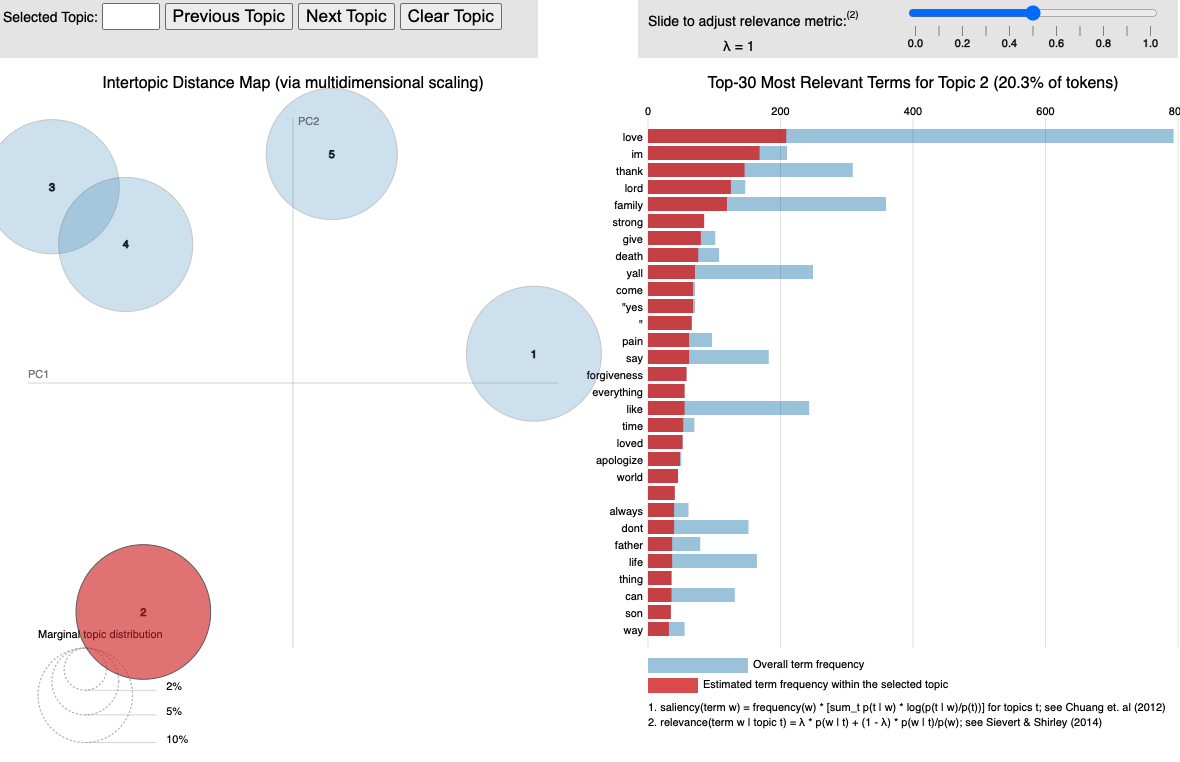 Selected Topic: Previous Topic Next Topic Clear Topic
Slide to adjust relevance metric:(2)
λ = 1
0.0 0.2 0.4 0.6 0.8 1.0
Intertopic Distance Map (via multidimensional scaling)
PC2
5
3
4
1
PC1
2
Marginal topic distribution
2%
5%
10%
Top-30 Most Relevant Terms for Topic 2 (20.3% of tokens)
0 200 400 600 80
love
im
thank
lord
family
strong
give
death
yall
come
"yes
"
pain
say
forgiveness
everything
like
time
loved
apologize
world
always
dont
father
life
thing
can
son
way
Overall term frequency
Estimated term frequency within the selected topic
1. saliency(term w) = frequency(w) * [sum_t p(t | w) * log(p(t | w)/p(t))] for topics t; see Chuang et. al (2012)
2. relevance(term w | topic t) = λ * p(w | t) + (1 - λ) * p(w | t)/p(w); see Sievert & Shirley (2014)